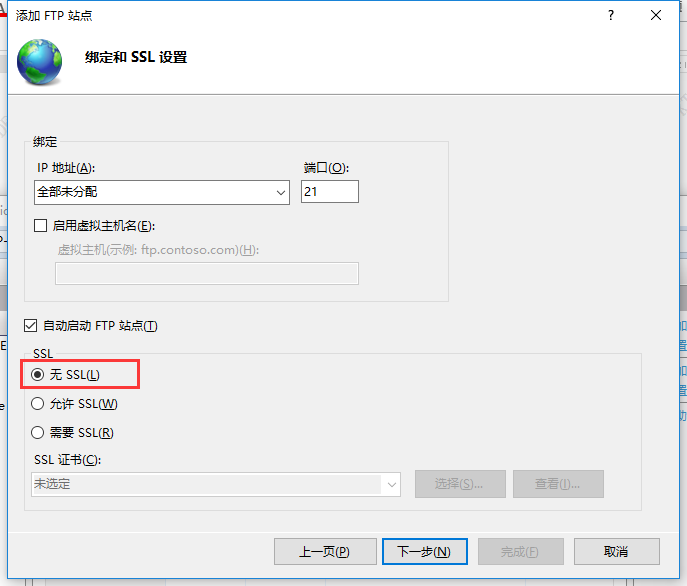 添加 FTP 站点
?
绑定和 SSL 设置
绑定
IP 地址(A): 端口(O):
全部未分配 21
启用虚拟主机名(E):
虚拟主机(示例: ftp.contoso.com)(H):
自动启动 FTP 站点(T)
SSL
无 SSL(L)
允许 SSL(W)
需要 SSL(R)
SSL 证书(C):
未选定 选择(S)... 查看(I)...
上一页(P) 下一步(N) 完成(F) 取消